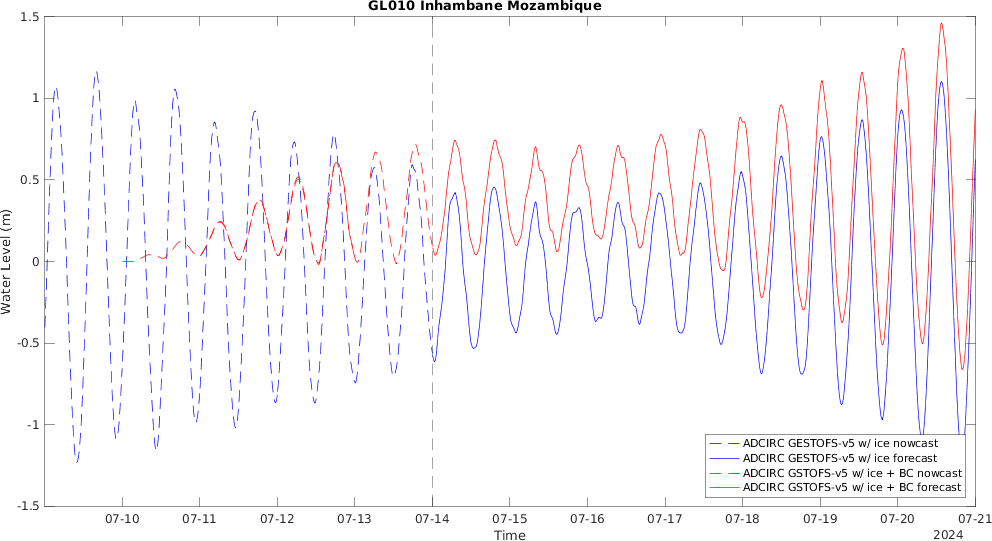 GL010 Inhambane Mozambique
1.5
1
0.5
0
-0.5
-1
-1.5
Water Level (m)
ADCIRC GESTOFS-v5 w/ ice nowcast
ADCIRC GESTOFS-v5 w/ ice forecast
ADCIRC GSTOFS-v5 w/ ice + BC nowcast
ADCIRC GSTOFS-v5 w/ ice + BC forecast
07-10 07-11 07-12 07-13 07-14 07-15 07-16 07-17 07-18 07-19 07-20 07-21
Time
2024